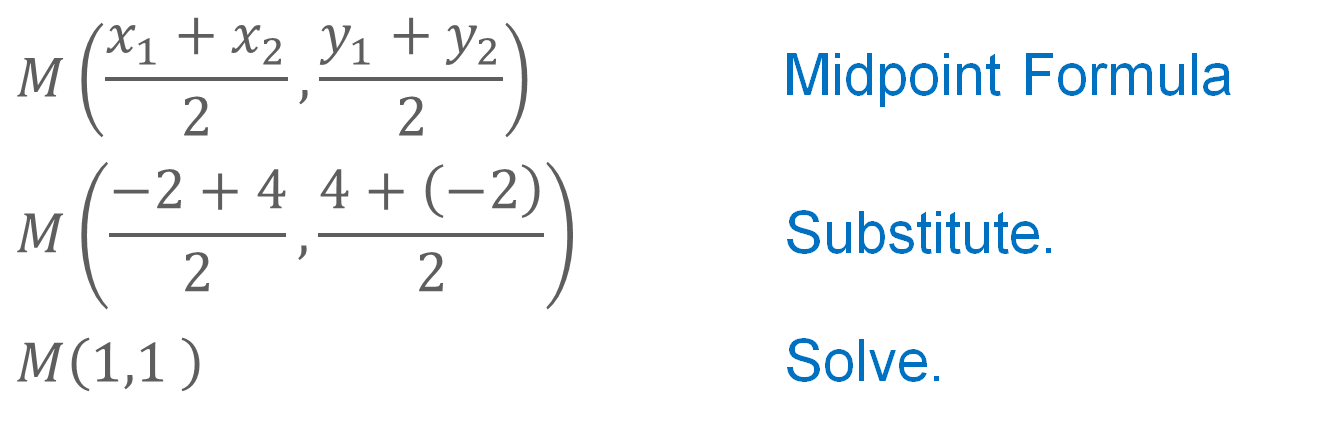 M((x₁ + x₂)/2, (y₁ + y₂)/2) Midpoint Formula
M((−2 + 4)/2, (4 + (−2))/2) Substitute.
M(1,1 ) Solve.